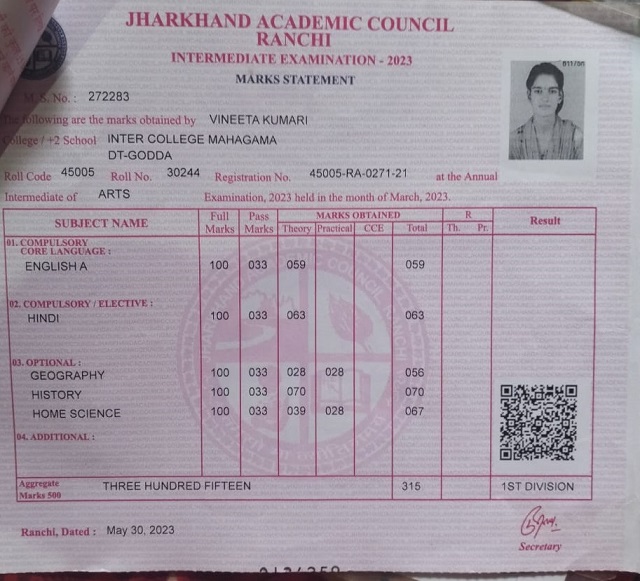 JHARKHAND ACADEMIC COUNCIL
RANCHI
INTERMEDIATE EXAMINATION - 2023
MARKS STATEMENT
M.S. No. : 272283
The following are the marks obtained by VINEETA KUMARI
College / +2 School INTER COLLEGE MAHAGAMA
DT-GODDA
Roll Code 45005 Roll No. 30244 Registration No. 45005-RA-0271-21 at the Annual
Intermediate of ARTS Examination, 2023 held in the month of March, 2023.
SUBJECT NAME Full Marks Pass Marks MARKS OBTAINED R Result
Theory Practical CCE Total Th. Pr.
01. COMPULSORY
CORE LANGUAGE :
ENGLISH A 100 033 059 059
02. COMPULSORY / ELECTIVE :
HINDI 100 033 063 063
03. OPTIONAL :
GEOGRAPHY 100 033 028 028 056
HISTORY 100 033 070 070
HOME SCIENCE 100 033 039 028 067
04. ADDITIONAL :
Aggregate Marks 500 THREE HUNDRED FIFTEEN 315 1ST DIVISION
Ranchi, Dated : May 30, 2023
Secretary